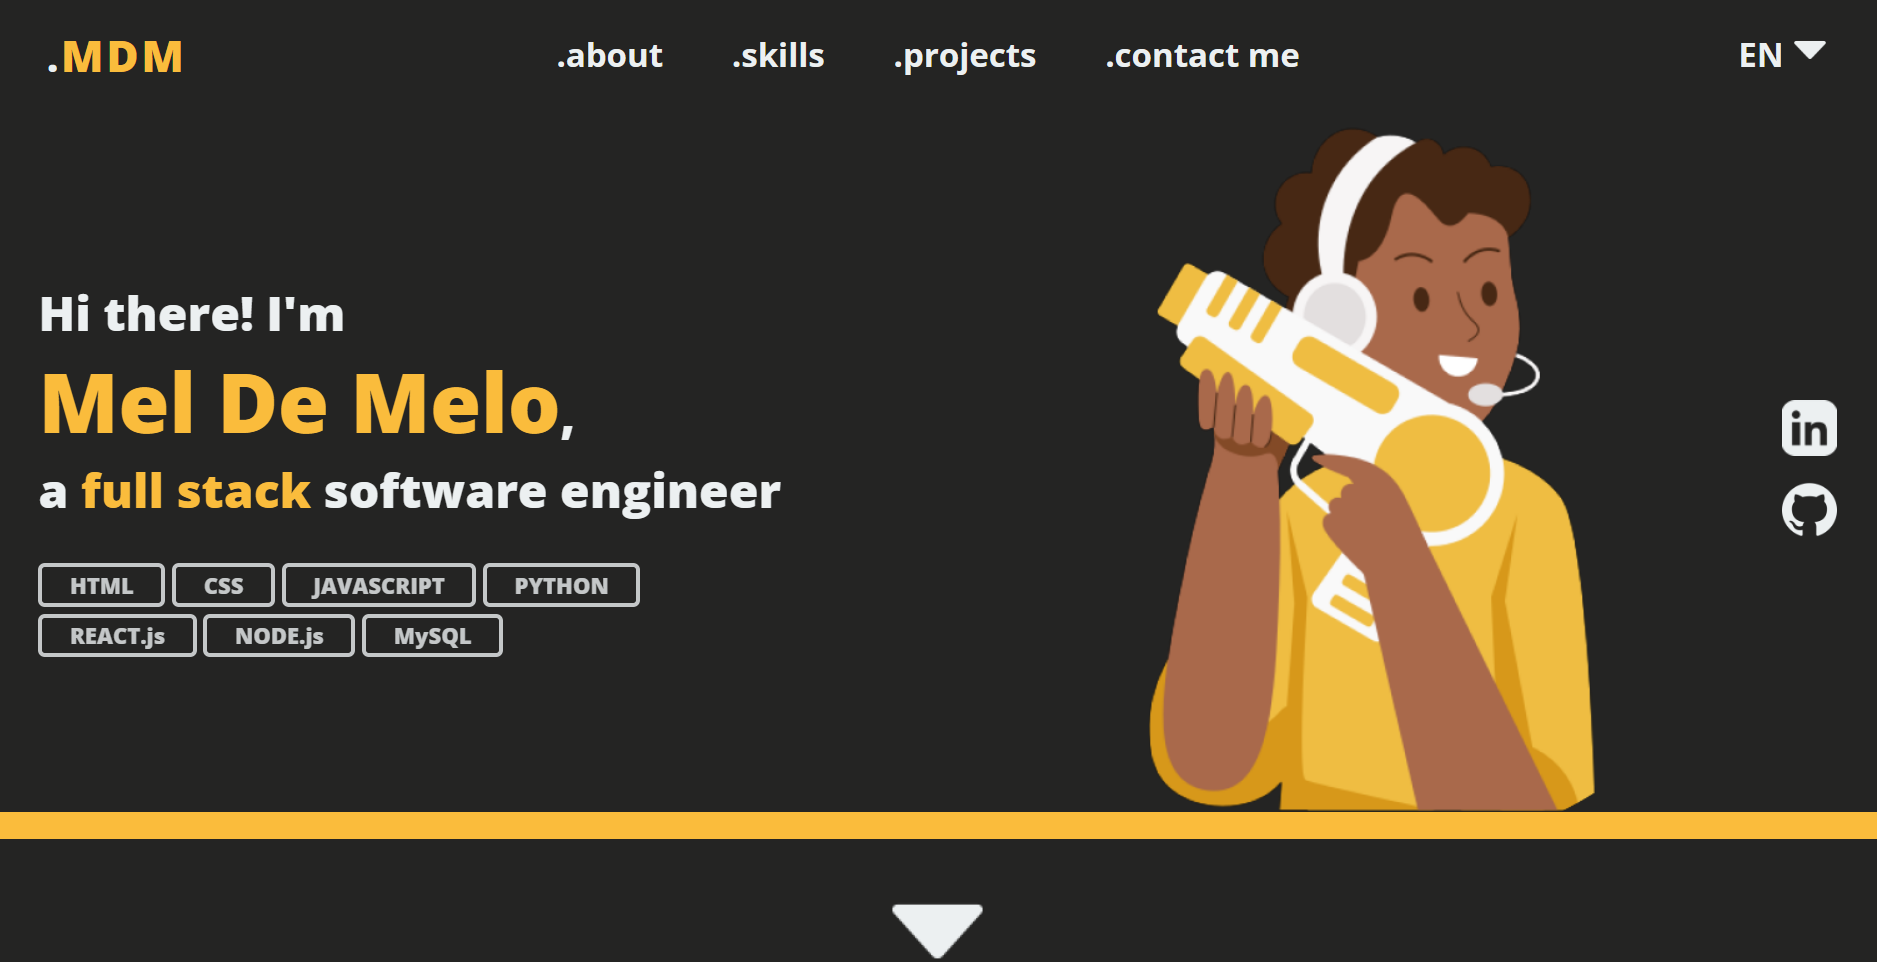 .MDM
.about .skills .projects .contact me
EN
Hi there! I'm
Mel De Melo,
a full stack software engineer
HTML CSS JAVASCRIPT PYTHON
REACT.js NODE.js MySQL
in